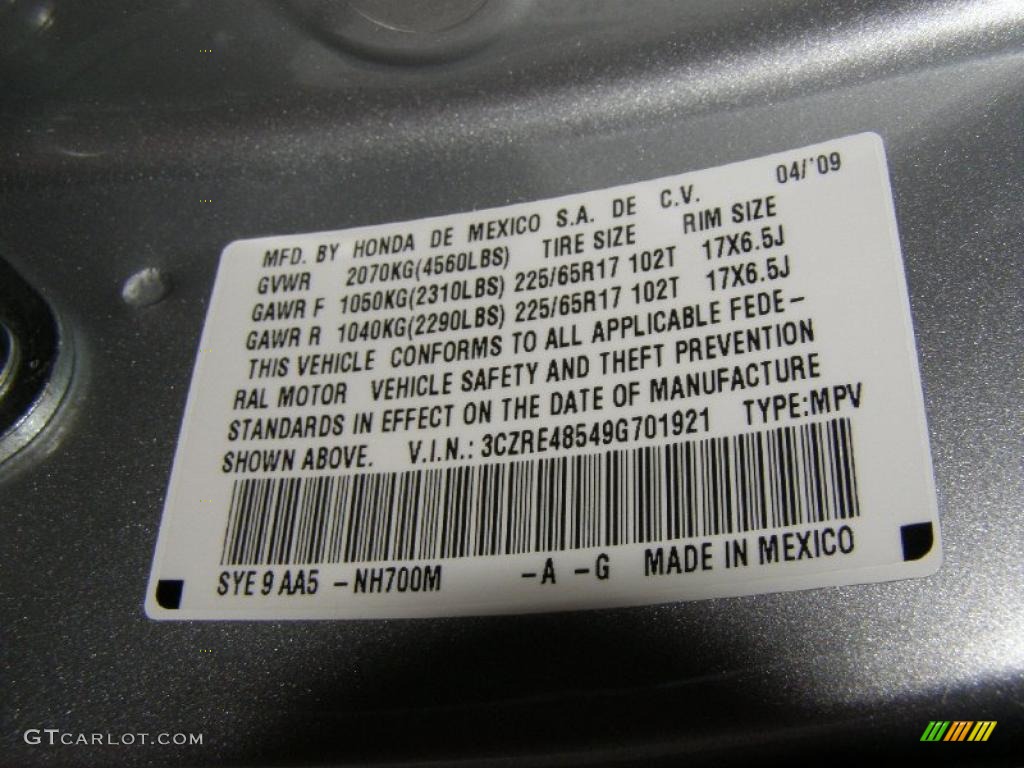 04/'09
MFD. BY HONDA DE MEXICO S.A. DE C.V.
GVWR 2070KG(4560LBS) TIRE SIZE RIM SIZE
GAWR F 1050KG(2310LBS) 225/65R17 102T 17X6.5J
GAWR R 1040KG(2290LBS) 225/65R17 102T 17X6.5J
THIS VEHICLE CONFORMS TO ALL APPLICABLE FEDE-
RAL MOTOR VEHICLE SAFETY AND THEFT PREVENTION
STANDARDS IN EFFECT ON THE DATE OF MANUFACTURE
SHOWN ABOVE. V.I.N.: 3CZRE48549G701921 TYPE:MPV
SYE 9 AA5 -NH700M -A -G MADE IN MEXICO
GTCARLOT.COM